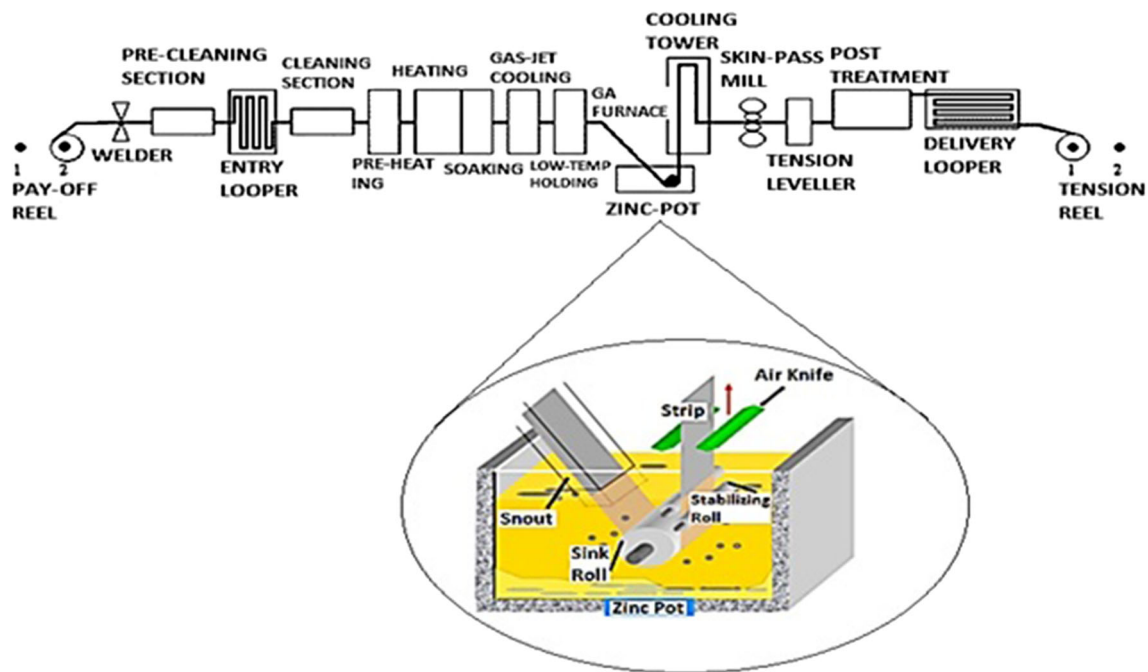 PRE-CLEANING
SECTION
CLEANING
SECTION
HEATING
GAS-JET
COOLING
GA
FURNACE
COOLING
TOWER
SKIN-PASS
MILL
POST
TREATMENT
1
2
PAY-OFF
REEL
WELDER
ENTRY
LOOPER
PRE-HEAT
ING
SOAKING
LOW-TEMP
HOLDING
ZINC-POT
TENSION
LEVELLER
DELIVERY
LOOPER
1
2
TENSION
REEL
Air Knife
Strip
Snout
Stabilizing
Roll
Sink
Roll
Zinc Pot